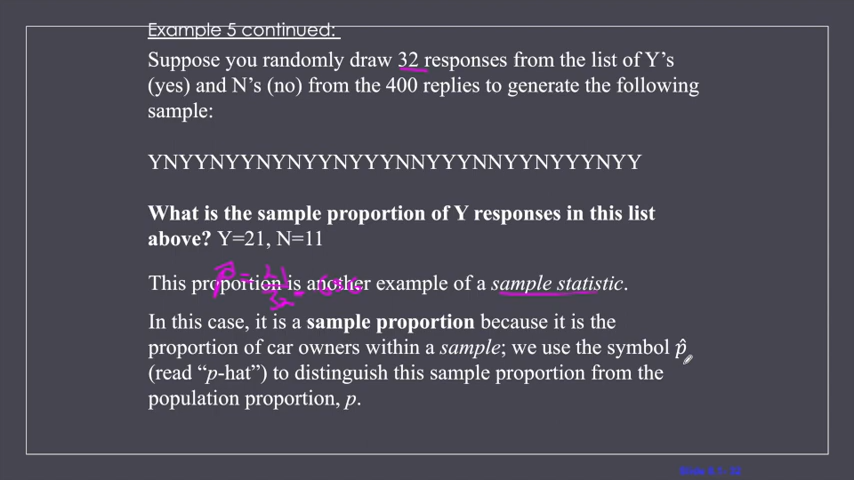 Example 5 continued:
Suppose you randomly draw 32 responses from the list of Y’s
(yes) and N’s (no) from the 400 replies to generate the following
sample:
YNYYNYYNYNYYNYYYNNYYYNNYYNYYYNYY
What is the sample proportion of Y responses in this list
above? Y=21, N=11
This proportion is another example of a sample statistic.
p̂ = 21/32 =
In this case, it is a sample proportion because it is the
proportion of car owners within a sample; we use the symbol p̂
(read “p-hat”) to distinguish this sample proportion from the
population proportion, p.